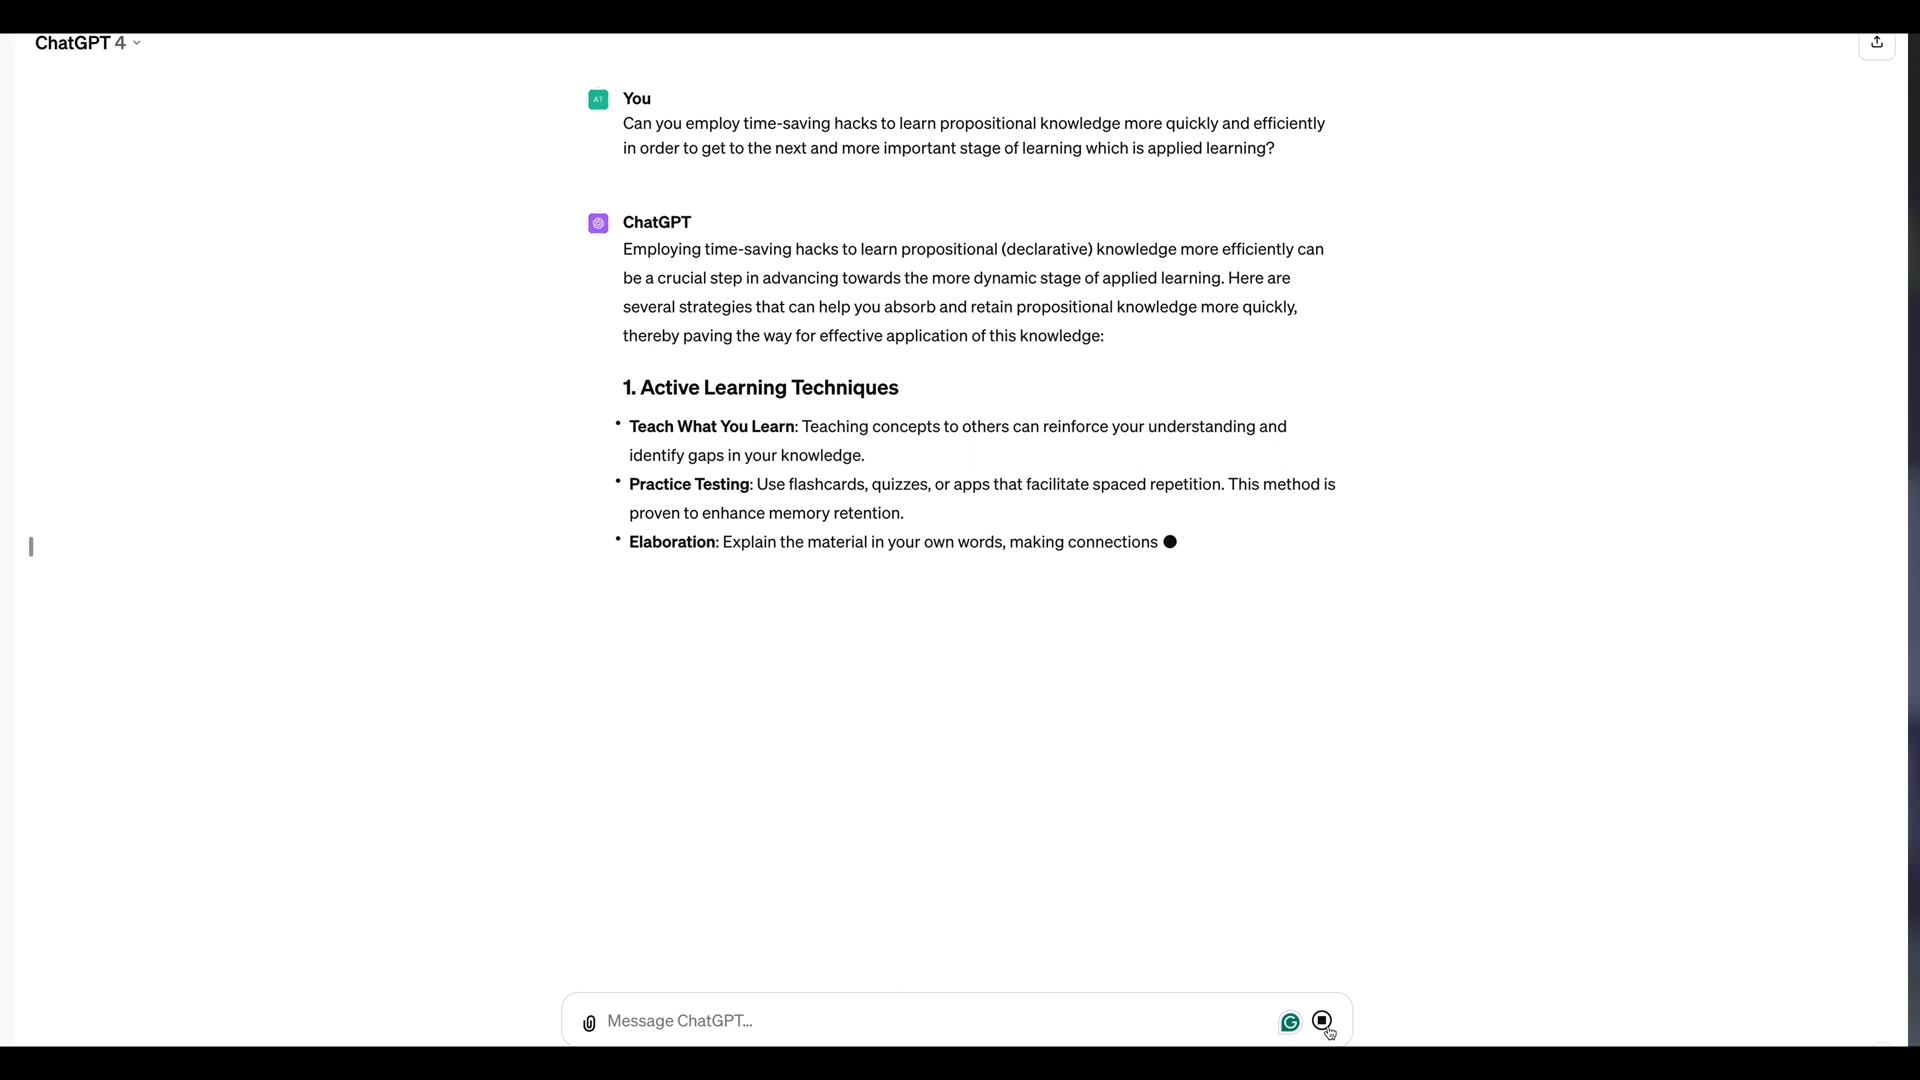 ChatGPT 4
AT
You
Can you employ time-saving hacks to learn propositional knowledge more quickly and efficiently
in order to get to the next and more important stage of learning which is applied learning?
ChatGPT
Employing time-saving hacks to learn propositional (declarative) knowledge more efficiently can
be a crucial step in advancing towards the more dynamic stage of applied learning. Here are
several strategies that can help you absorb and retain propositional knowledge more quickly,
thereby paving the way for effective application of this knowledge:
1. Active Learning Techniques
• Teach What You Learn: Teaching concepts to others can reinforce your understanding and
identify gaps in your knowledge.
• Practice Testing: Use flashcards, quizzes, or apps that facilitate spaced repetition. This method is
proven to enhance memory retention.
• Elaboration: Explain the material in your own words, making connections
Message ChatGPT...